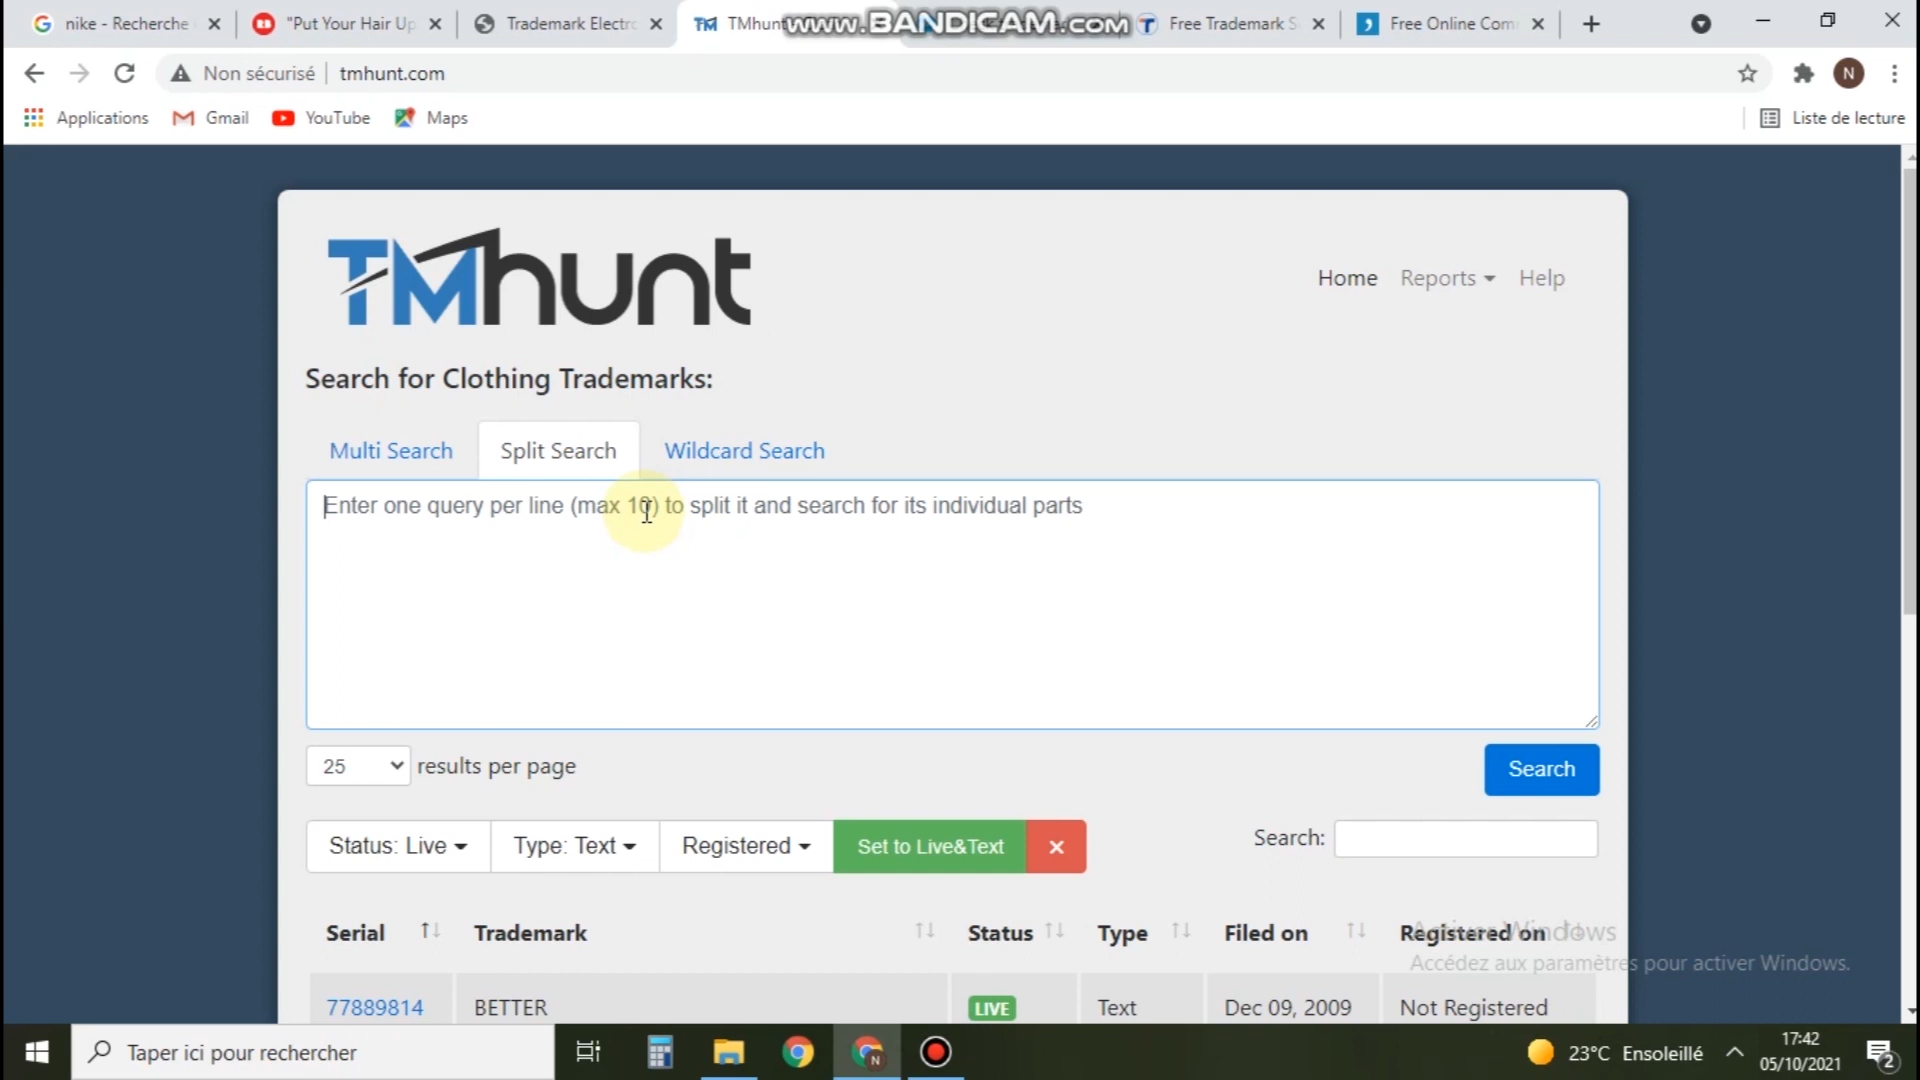 nike - Recherche
"Put Your Hair Up
Trademark Electro
TMhunt
www.BANDICAM.com
Free Trademark S
Free Online Com
Non sécurisé
tmhunt.com
N
Applications
Gmail
YouTube
Maps
Liste de lecture
TMhunt
Home
Reports
Help
Search for Clothing Trademarks:
Multi Search
Split Search
Wildcard Search
Enter one query per line (max 10) to split it and search for its individual parts
25
results per page
Search
Status: Live
Type: Text
Registered
Set to Live&Text
×
Search:
Serial
Trademark
Status
Type
Filed on
Registered on
Activer Windows
Accédez aux paramètres pour activer Windows.
77889814
BETTER
LIVE
Text
Dec 09, 2009
Not Registered
Taper ici pour rechercher
N
23°C Ensoleillé
17:42
05/10/2021
2